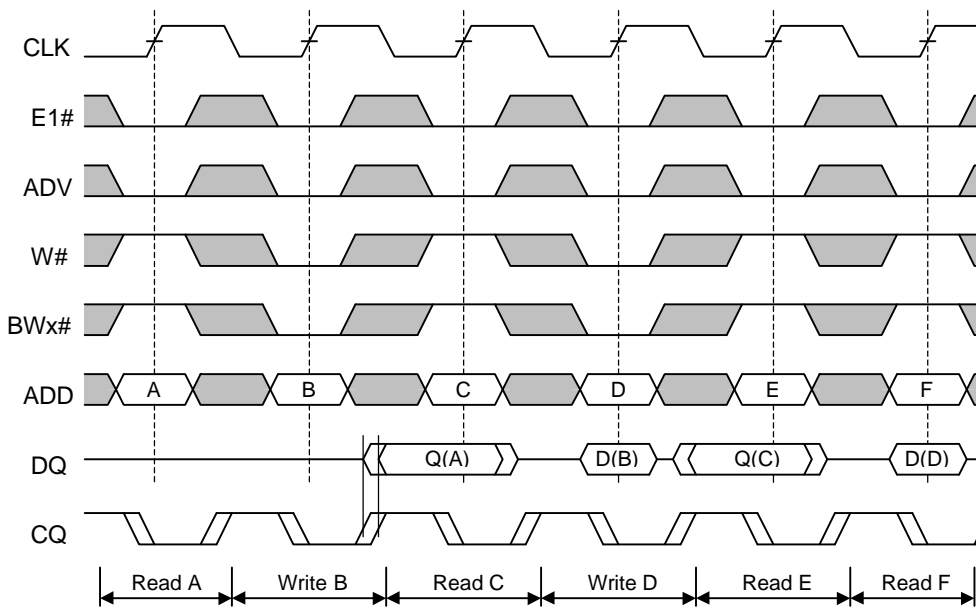 CLK
E1#
ADV
W#
BWx#
ADD A B C D E F
DQ Q(A) D(B) Q(C) D(D)
CQ
Read A Write B Read C Write D Read E Read F